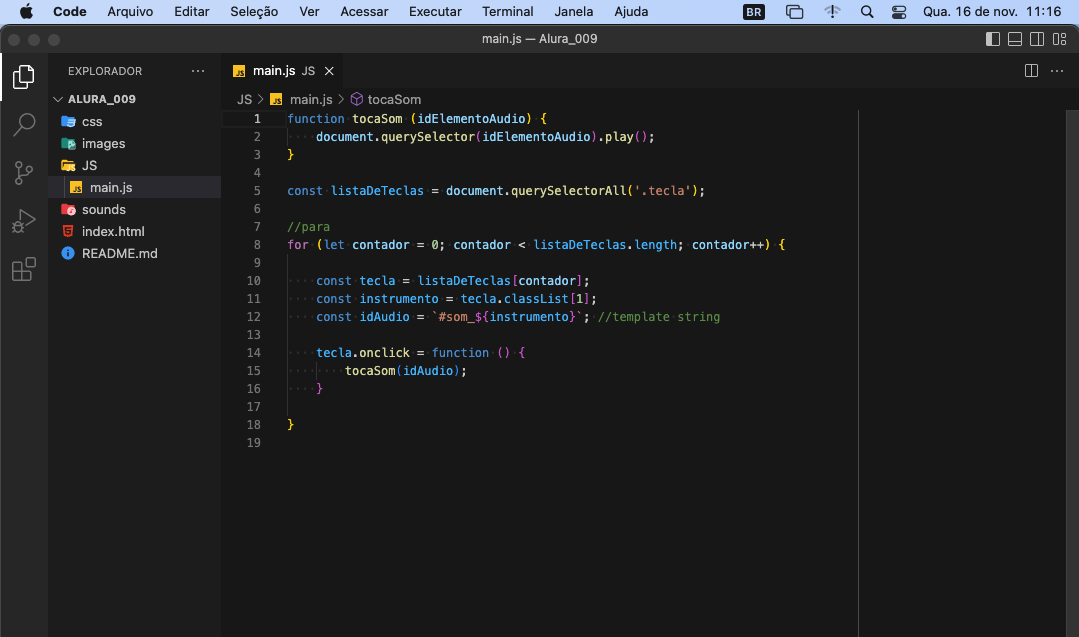 Code Arquivo Editar Seleção Ver Acessar Executar Terminal Janela Ajuda BR Qua. 16 de nov. 11:16
main.js — Alura_009
EXPLORADOR ···
ALURA_009
css
images
JS
main.js
sounds
index.html
README.md
JS main.js JS ×
JS > JS main.js > tocaSom
1 function tocaSom (idElementoAudio) {
2     document.querySelector(idElementoAudio).play();
3 }
4
5 const listaDeTeclas = document.querySelectorAll('.tecla');
6
7 //para
8 for (let contador = 0; contador < listaDeTeclas.length; contador++) {
9
10     const tecla = listaDeTeclas[contador];
11     const instrumento = tecla.classList[1];
12     const idAudio = `#som_${instrumento}`; //template string
13
14     tecla.onclick = function () {
15         tocaSom(idAudio);
16     }
17
18 }
19